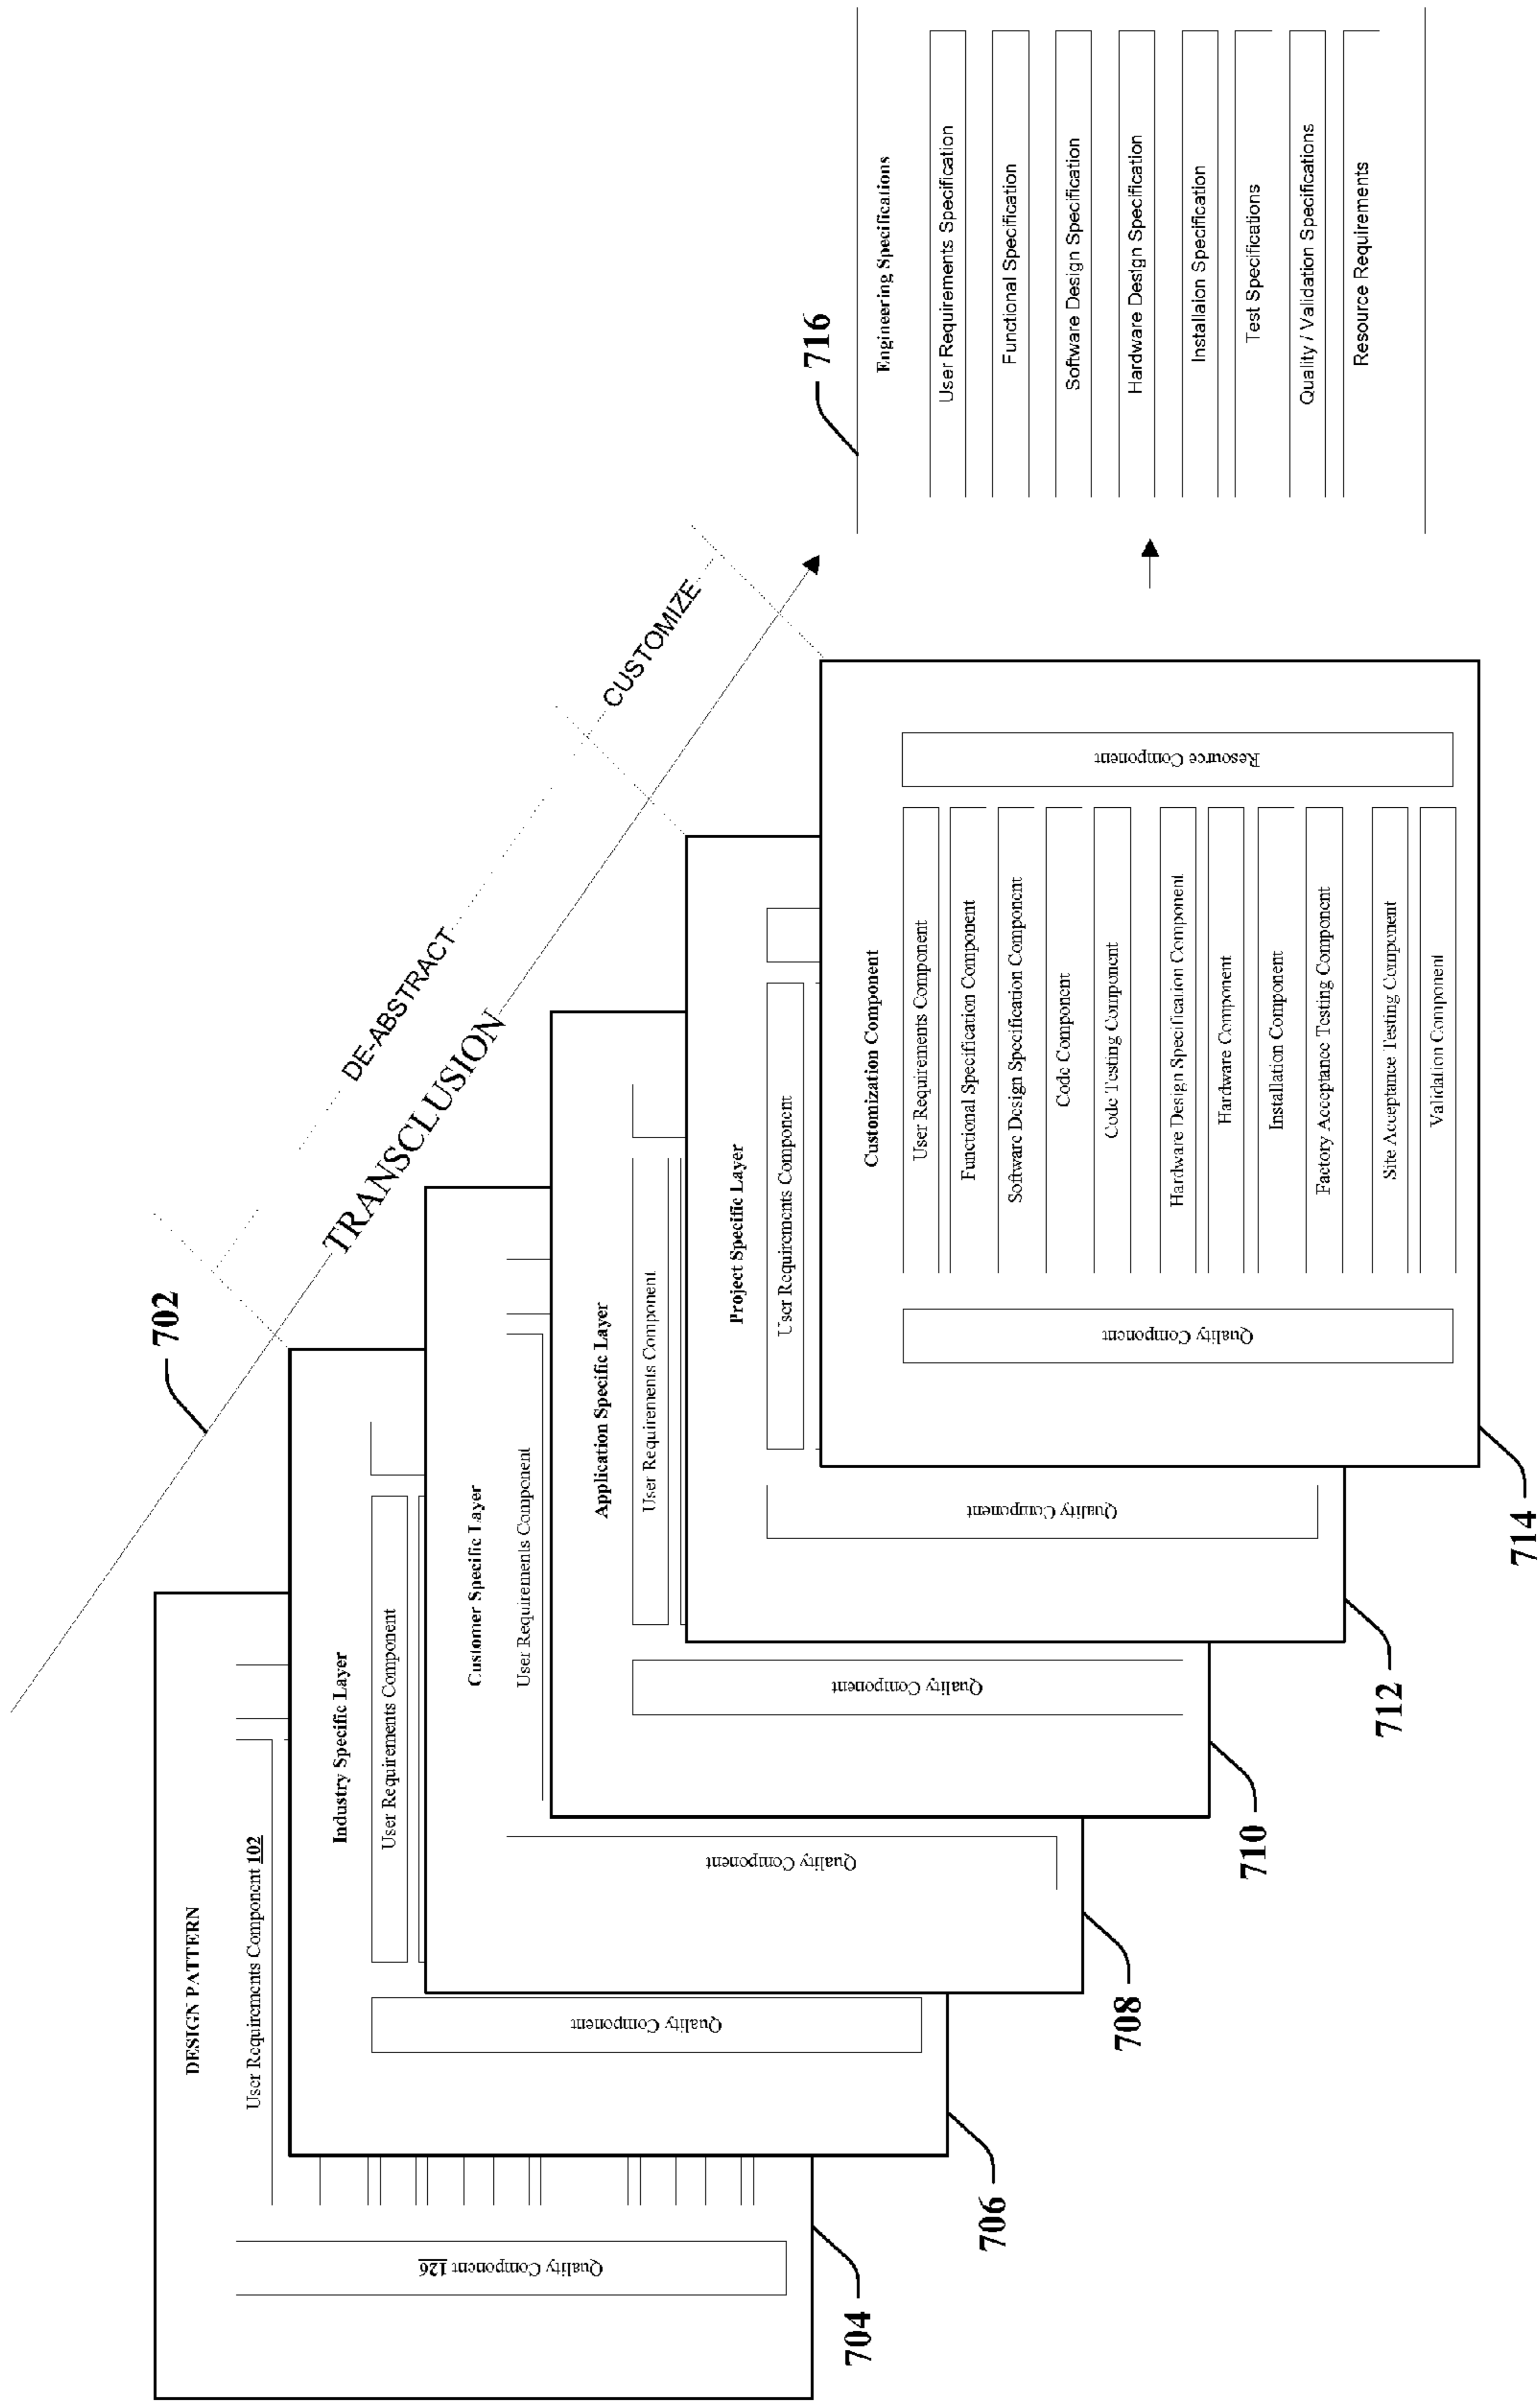 702
TRANSCLUSION
DE-ABSTRACT
CUSTOMIZE
DESIGN PATTERN
User Requirements Component 102
Quality Component 126
704
Industry Specific Layer
User Requirements Component
Quality Component
706
Customer Specific Layer
User Requirements Component
Quality Component
708
Application Specific Layer
User Requirements Component
Quality Component
710
Project Specific Layer
User Requirements Component
Quality Component
712
Customization Component
User Requirements Component
Functional Specification Component
Software Design Specification Component
Code Component
Code Testing Component
Hardware Design Specification Component
Hardware Component
Installation Component
Factory Acceptance Testing Component
Site Acceptance Testing Component
Validation Component
Quality Component
Resource Component
714
716
Engineering Specifications
User Requirements Specification
Functional Specification
Software Design Specification
Hardware Design Specification
Installaion Specification
Test Specifications
Quality / Validation Specifications
Resource Requirements